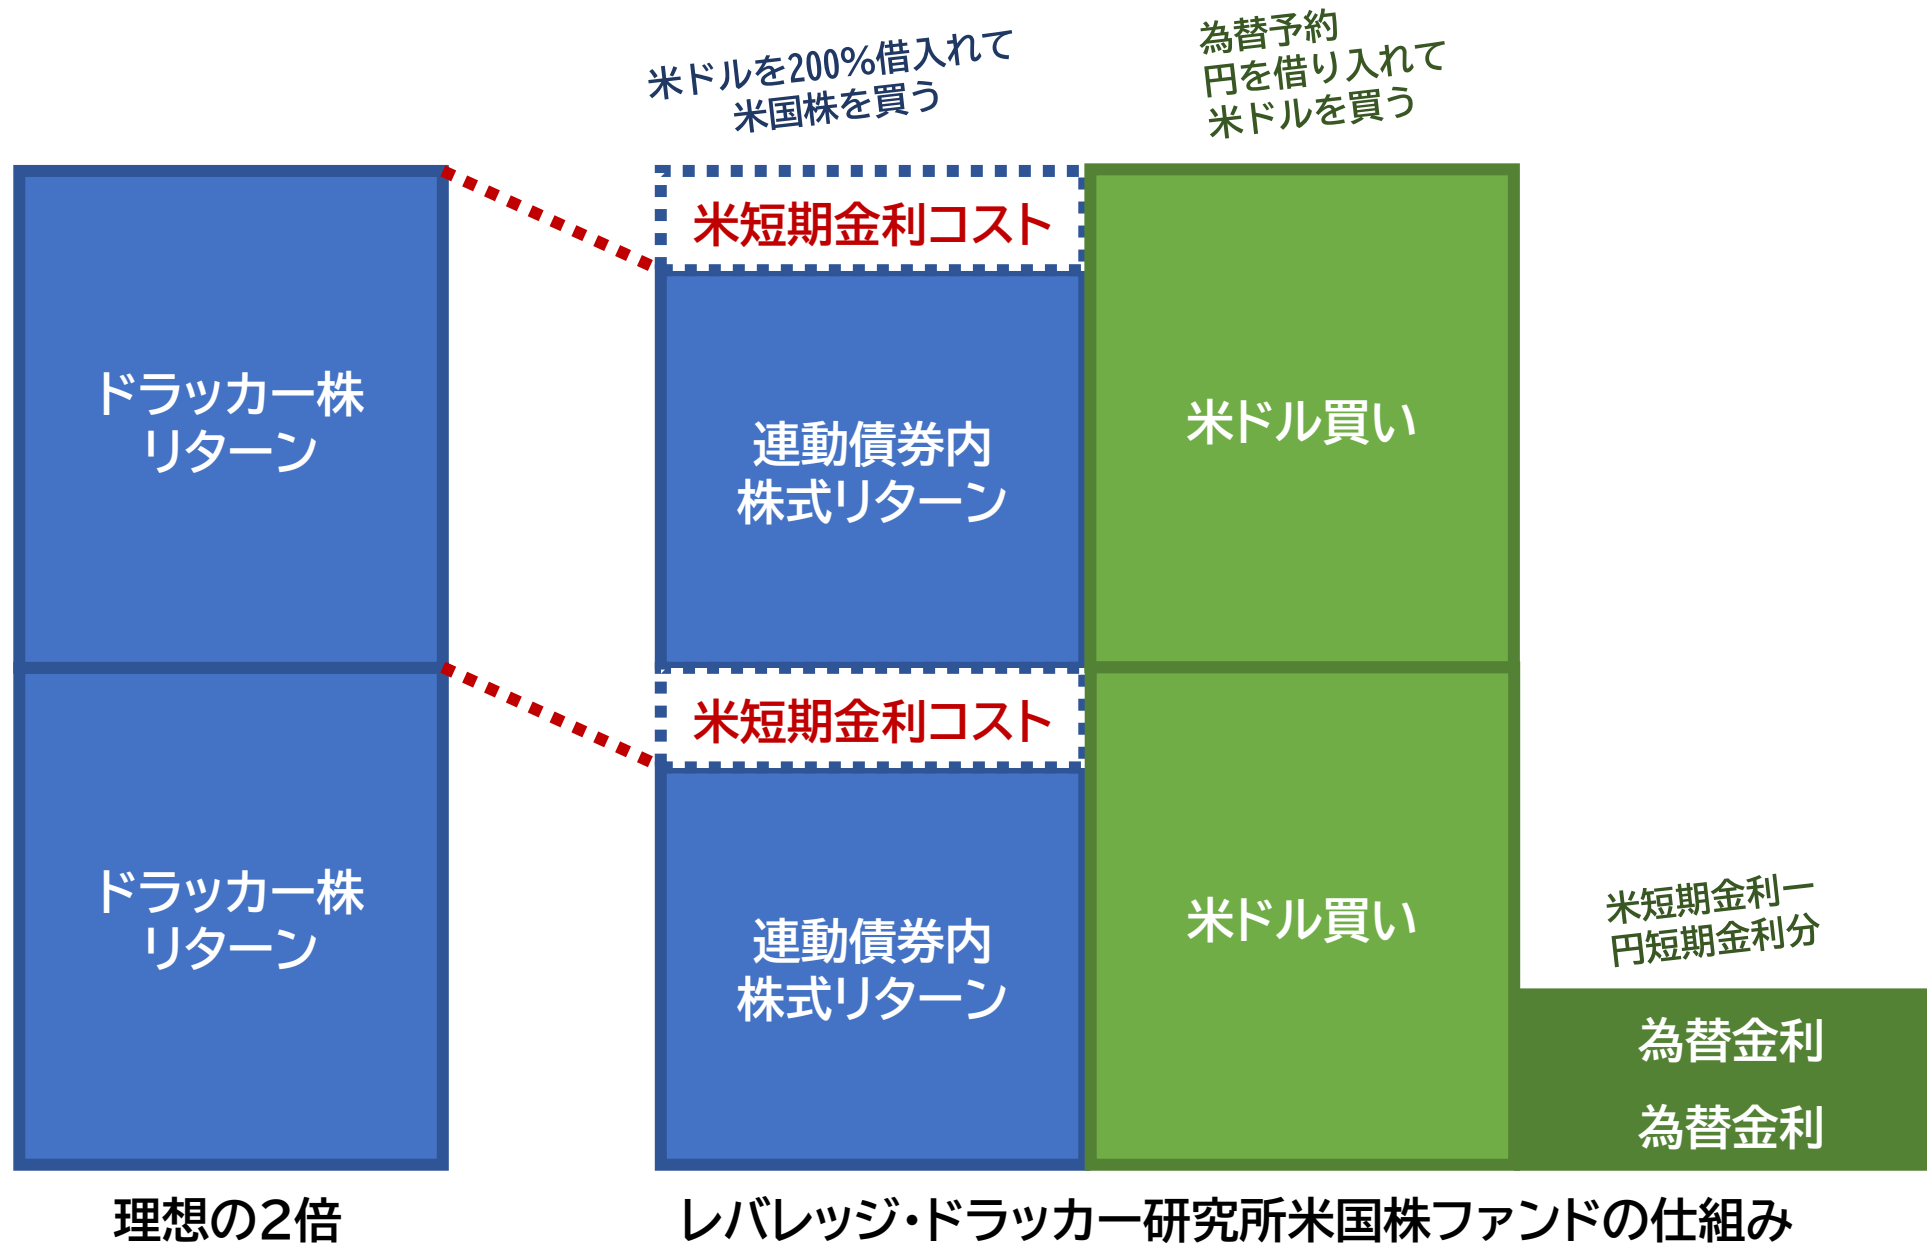 米ドルを200%借入れて
米国株を買う
為替予約
円を借り入れて
米ドルを買う
ドラッカー株
リターン
ドラッカー株
リターン
米短期金利コスト
連動債券内
株式リターン
米短期金利コスト
連動債券内
株式リターン
米ドル買い
米ドル買い
米短期金利ー
円短期金利分
為替金利
為替金利
理想の2倍
レバレッジ・ドラッカー研究所米国株ファンドの仕組み